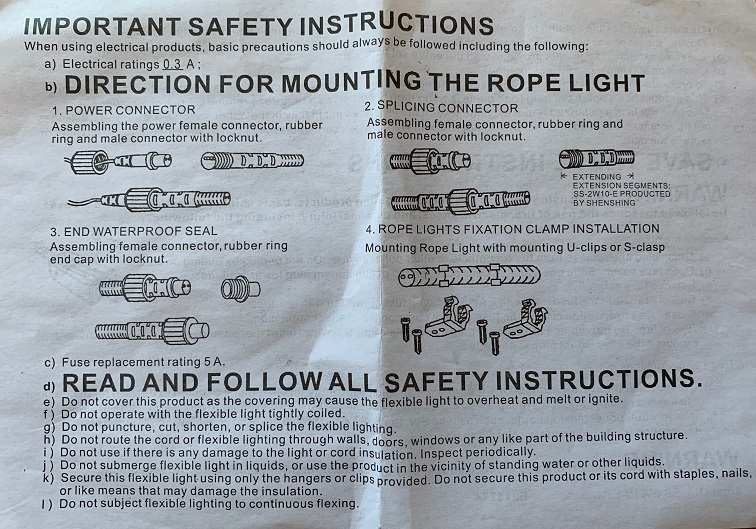 IMPORTANT SAFETY INSTRUCTIONS
When using electrical products, basic precautions should always be followed including the following:
a) Electrical ratings 0.3 A ;
b) DIRECTION FOR MOUNTING THE ROPE LIGHT
1. POWER CONNECTOR
Assembling the power female connector, rubber
ring and male connector with locknut.
2. SPLICING CONNECTOR
Assembling female connector, rubber ring and
male connector with locknut.
EXTENDING
EXTENSION SEGMENTS:
SS-2W10-E PRODUCTED
BY SHENSHING
3. END WATERPROOF SEAL
Assembling female connector, rubber ring
end cap with locknut.
4. ROPE LIGHTS FIXATION CLAMP INSTALLATION
Mounting Rope Light with mounting U-clips or S-clasp
c) Fuse replacement rating 5 A.
d) READ AND FOLLOW ALL SAFETY INSTRUCTIONS.
e) Do not cover this product as the covering may cause the flexible light to overheat and melt or ignite.
f) Do not operate with the flexible light tightly coiled.
g) Do not puncture, cut, shorten, or splice the flexible lighting.
h) Do not route the cord or flexible lighting through walls, doors, windows or any like part of the building structure.
i) Do not use if there is any damage to the light or cord insulation. Inspect periodically.
j) Do not submerge flexible light in liquids, or use the product in the vicinity of standing water or other liquids.
k) Secure this flexible light using only the hangers or clips provided. Do not secure this product or its cord with staples, nails,
or like means that may damage the insulation.
l) Do not subject flexible lighting to continuous flexing.